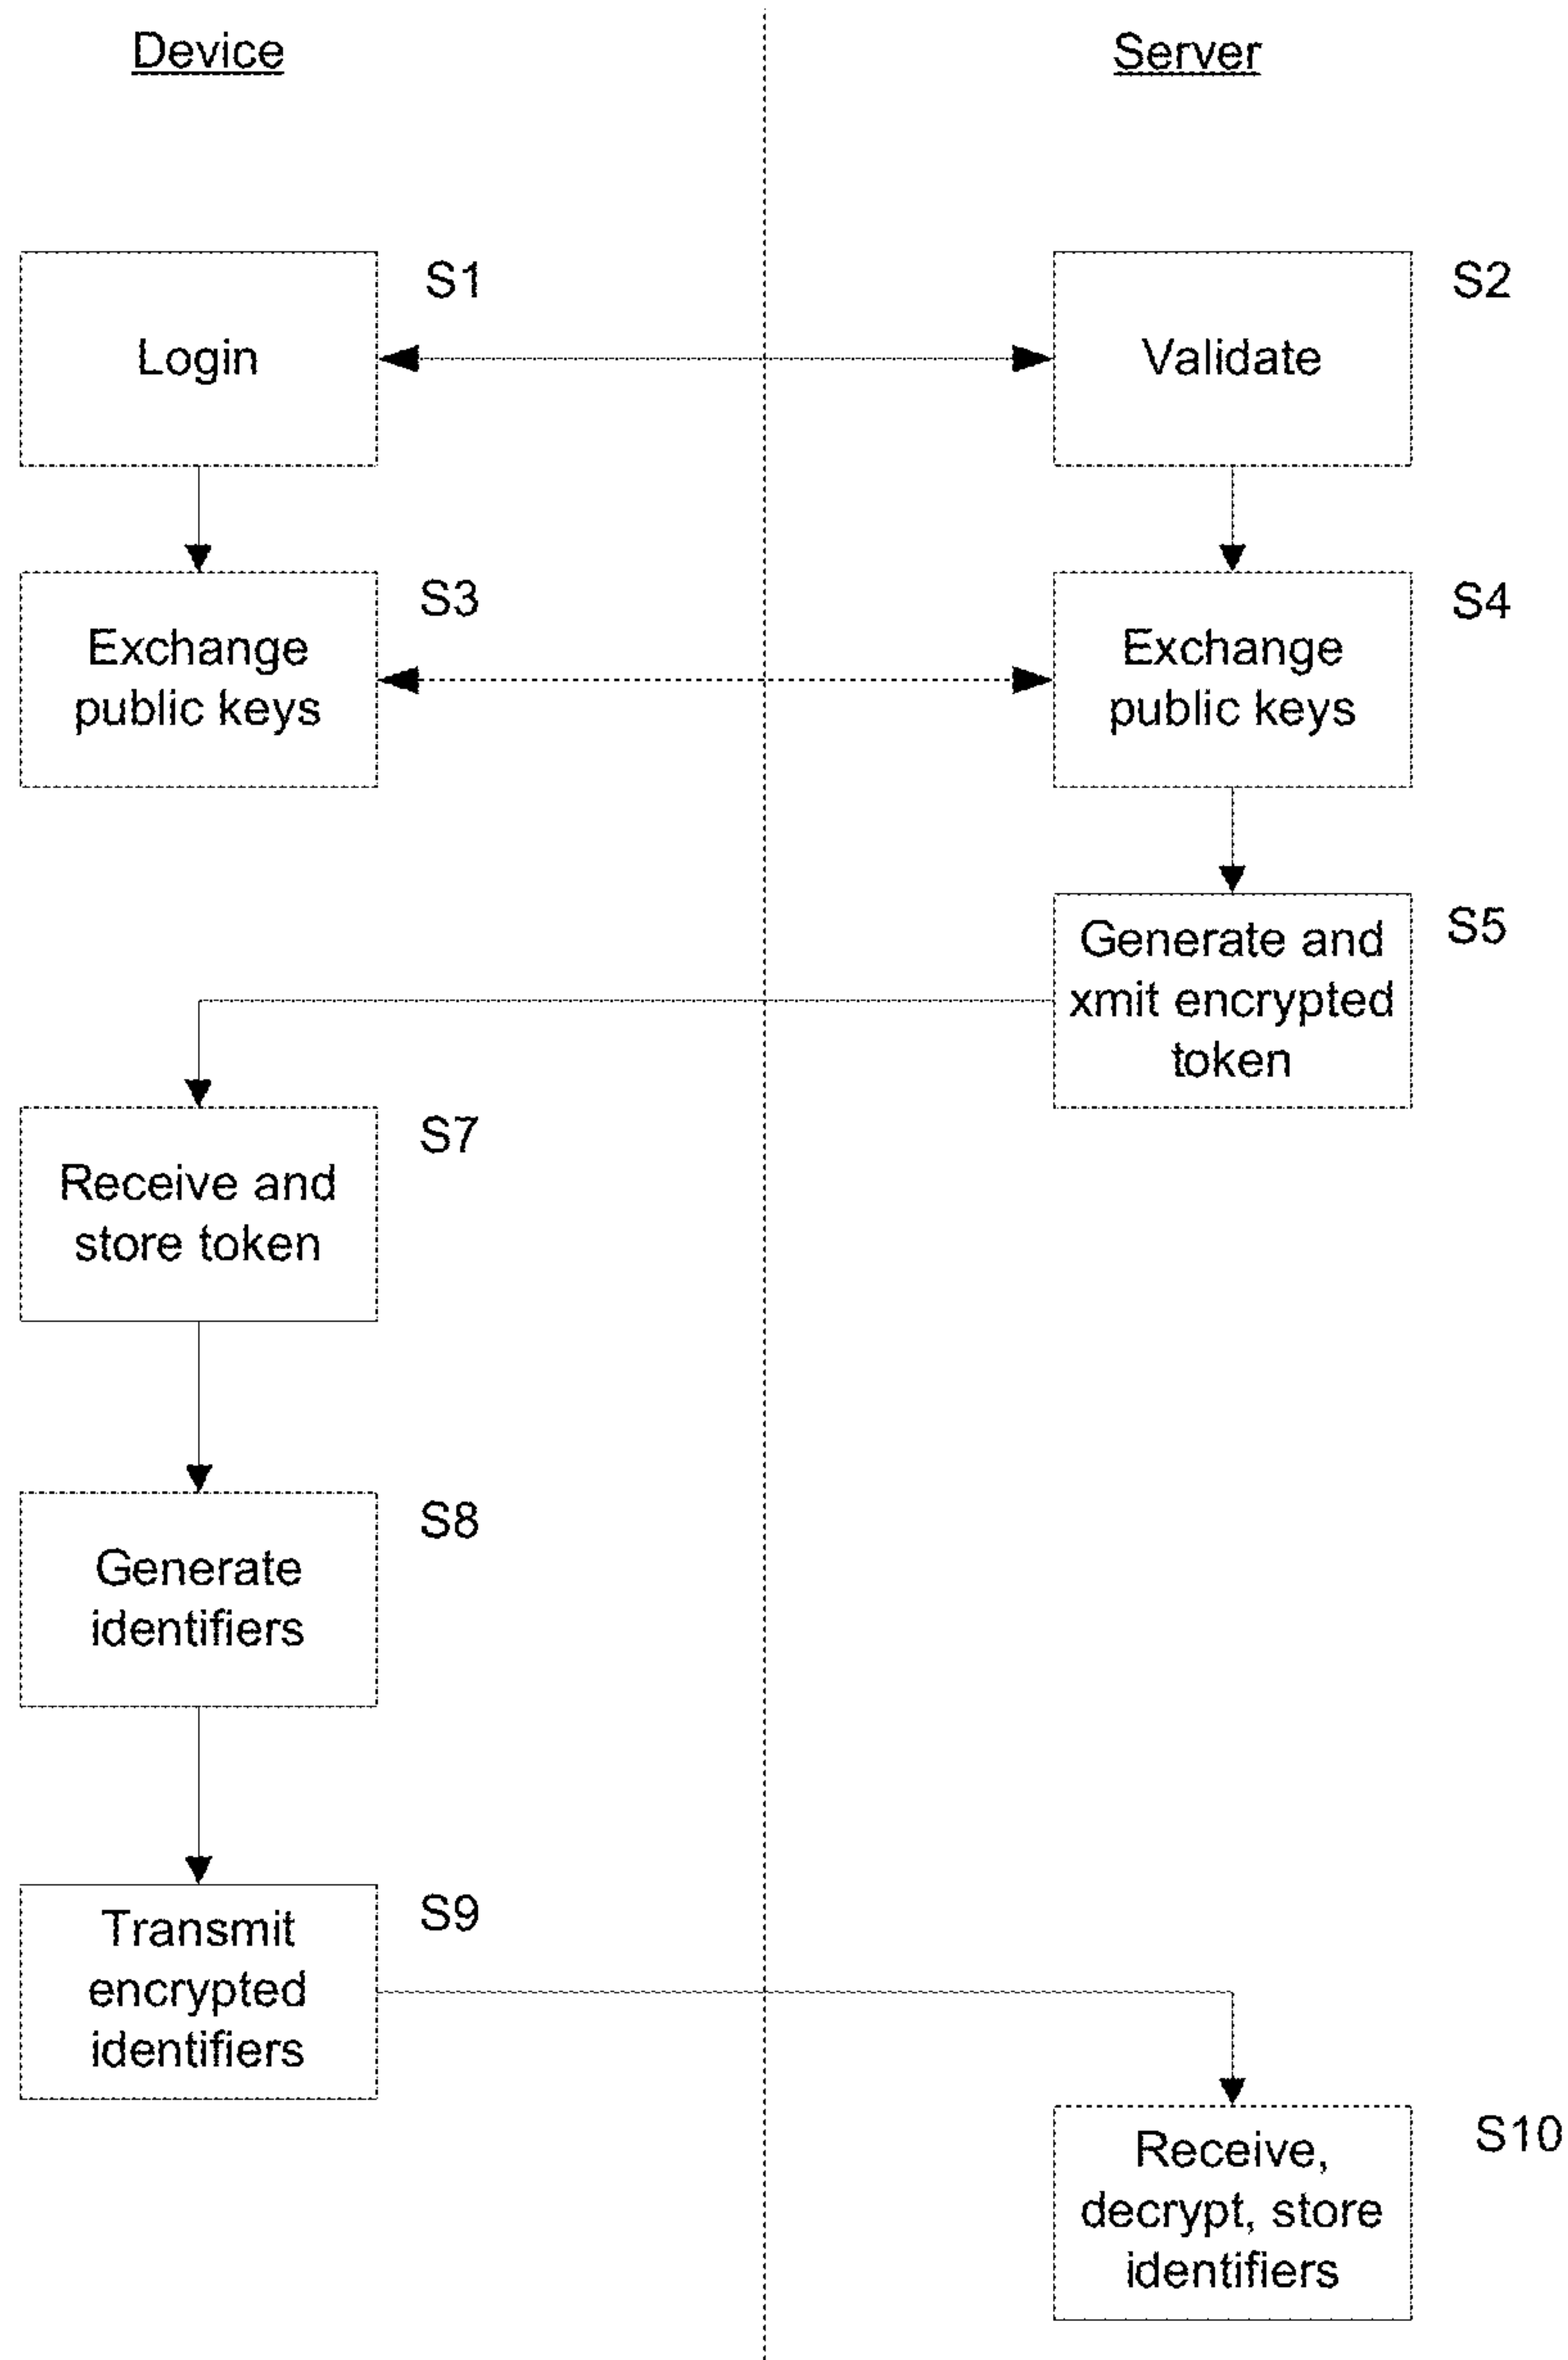 Device
Server
S1
S2
Login
Validate
S3
S4
Exchange
public keys
Exchange
public keys
S5
Generate and
xmit encrypted
token
S7
Receive and
store token
S8
Generate
identifiers
S9
Transmit
encrypted
identifiers
S10
Receive,
decrypt, store
identifiers